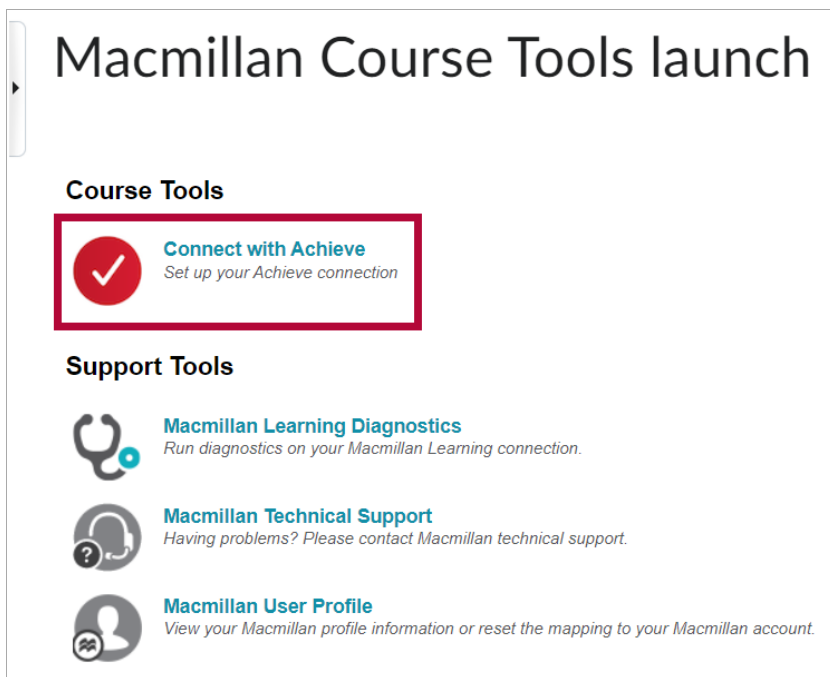 Macmillan Course Tools launch
Course Tools
Connect with Achieve
Set up your Achieve connection
Support Tools
Macmillan Learning Diagnostics
Run diagnostics on your Macmillan Learning connection.
?
Macmillan Technical Support
Having problems? Please contact Macmillan technical support.
Macmillan User Profile
View your Macmillan profile information or reset the mapping to your Macmillan account.